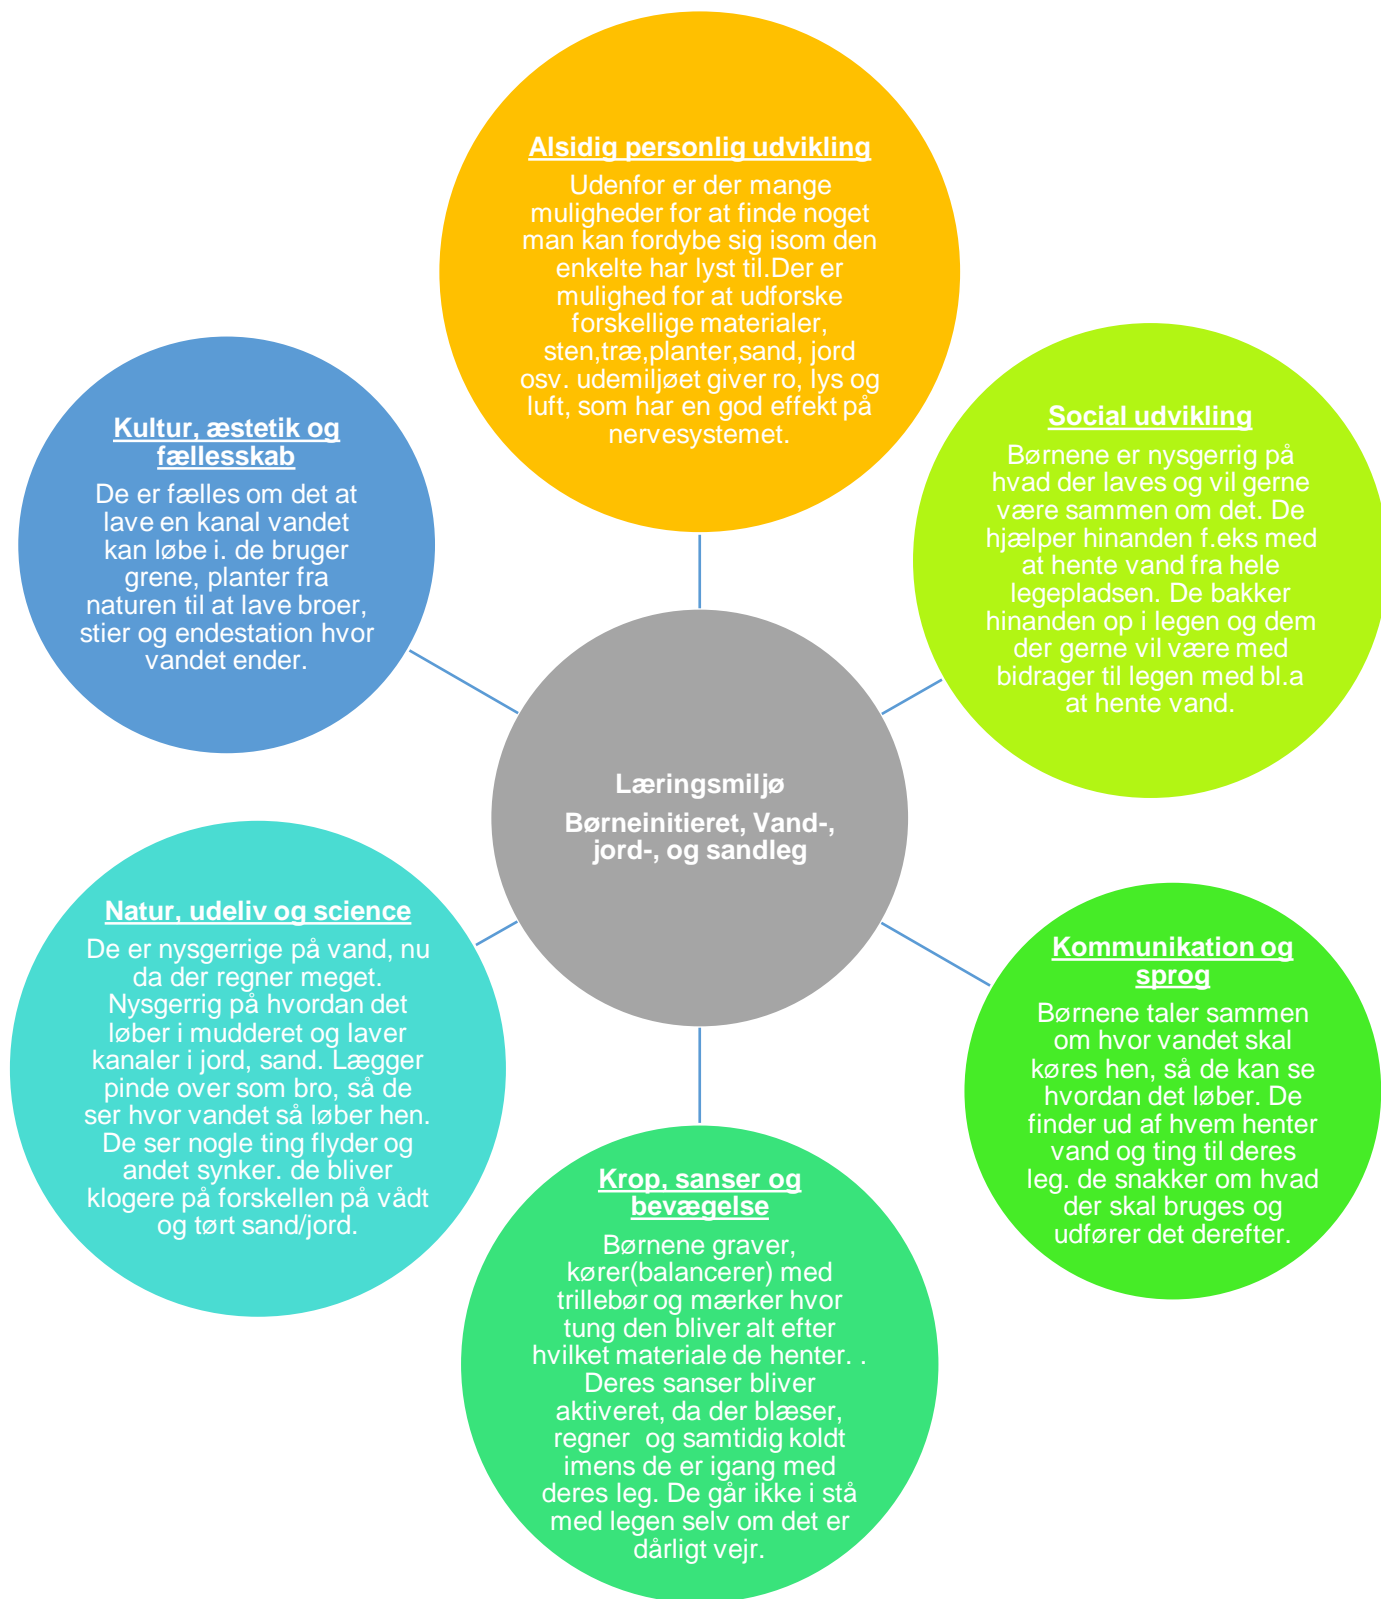 Alsidig personlig udvikling
Udenfor er der mange
muligheder for at finde noget
man kan fordybe sig isom den
enkelte har lyst til.Der er
mulighed for at udforske
forskellige materialer,
sten,træ,planter,sand, jord
osv. udemiljøet giver ro, lys og
luft, som har en god effekt på
nervesystemet.
Social udvikling
Børnene er nysgerrig på
hvad der laves og vil gerne
være sammen om det. De
hjælper hinanden f.eks med
at hente vand fra hele
legepladsen. De bakker
hinanden op i legen og dem
der gerne vil være med
bidrager til legen med bl.a
at hente vand.
Kommunikation og
sprog
Børnene taler sammen
om hvor vandet skal
køres hen, så de kan se
hvordan det løber. De
finder ud af hvem henter
vand og ting til deres
leg. de snakker om hvad
der skal bruges og
udfører det derefter.
Krop, sanser og
bevægelse
Børnene graver,
kører(balancerer) med
trillebør og mærker hvor
tung den bliver alt efter
hvilket materiale de henter. .
Deres sanser bliver
aktiveret, da der blæser,
regner  og samtidig koldt
imens de er igang med
deres leg. De går ikke i stå
med legen selv om det er
dårligt vejr.
Natur, udeliv og science
De er nysgerrige på vand, nu
da der regner meget.
Nysgerrig på hvordan det
løber i mudderet og laver
kanaler i jord, sand. Lægger
pinde over som bro, så de
ser hvor vandet så løber hen.
De ser nogle ting flyder og
andet synker. de bliver
klogere på forskellen på vådt
og tørt sand/jord.
Kultur, æstetik og
fællesskab
De er fælles om det at
lave en kanal vandet
kan løbe i. de bruger
grene, planter fra
naturen til at lave broer,
stier og endestation hvor
vandet ender.
Læringsmiljø
Børneinitieret, Vand-,
jord-, og sandleg